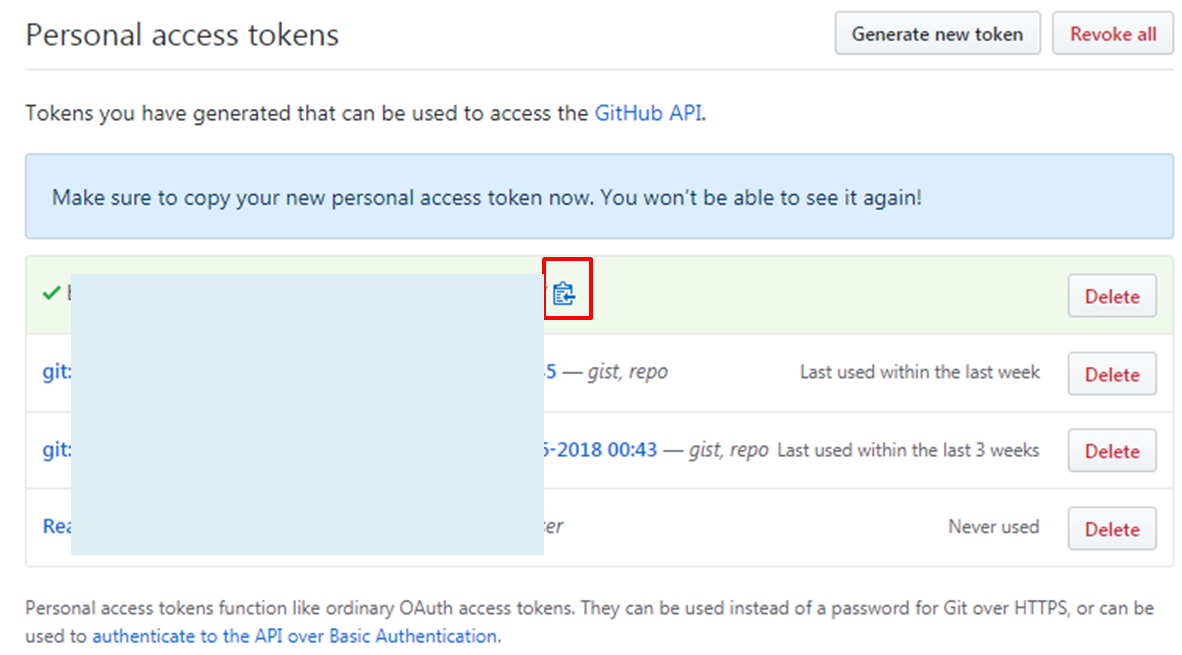 Personal access tokens
Generate new token
Revoke all
Tokens you have generated that can be used to access the GitHub API.
Make sure to copy your new personal access token now. You won't be able to see it again!
Delete
git: 5 — gist, repo Last used within the last week Delete
git: -2018 00:43 — gist, repo Last used within the last 3 weeks Delete
Rea er Never used Delete
Personal access tokens function like ordinary OAuth access tokens. They can be used instead of a password for Git over HTTPS, or can be
used to authenticate to the API over Basic Authentication.